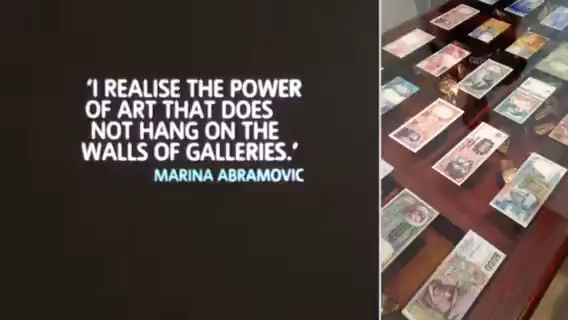 'I REALISE THE POWER
OF ART THAT DOES
NOT HANG ON THE
WALLS OF GALLERIES.'
MARINA ABRAMOVIC